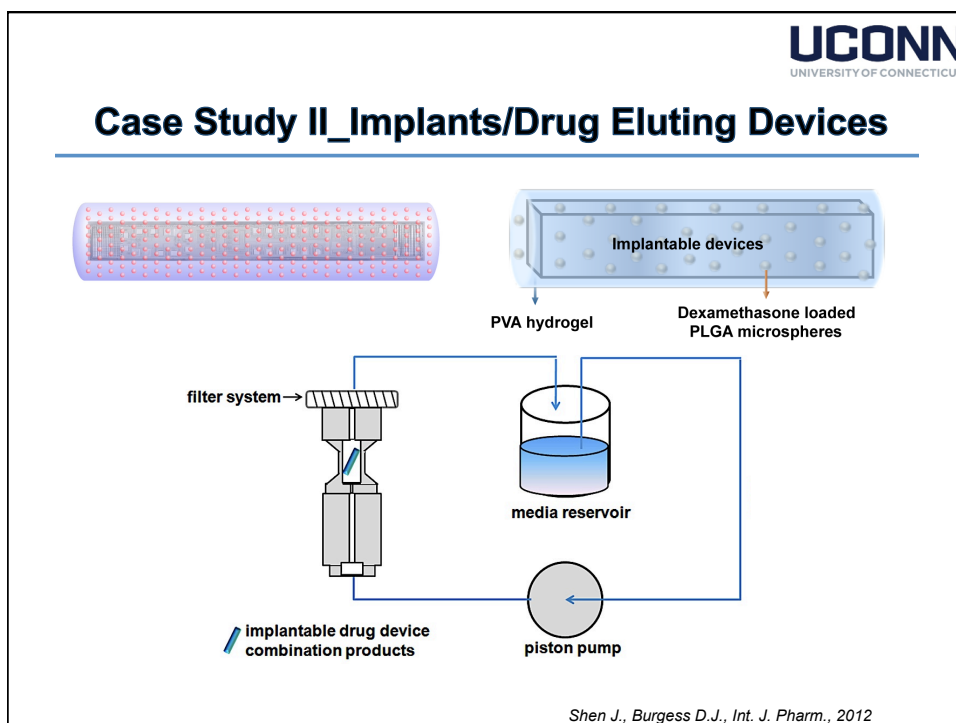 UCONN
UNIVERSITY OF CONNECTICU
Case Study II_Implants/Drug Eluting Devices
Implantable devices
PVA hydrogel
Dexamethasone loaded
PLGA microspheres
filter system
media reservoir
implantable drug device
combination products
piston pump
Shen J., Burgess D.J., Int. J. Pharm., 2012